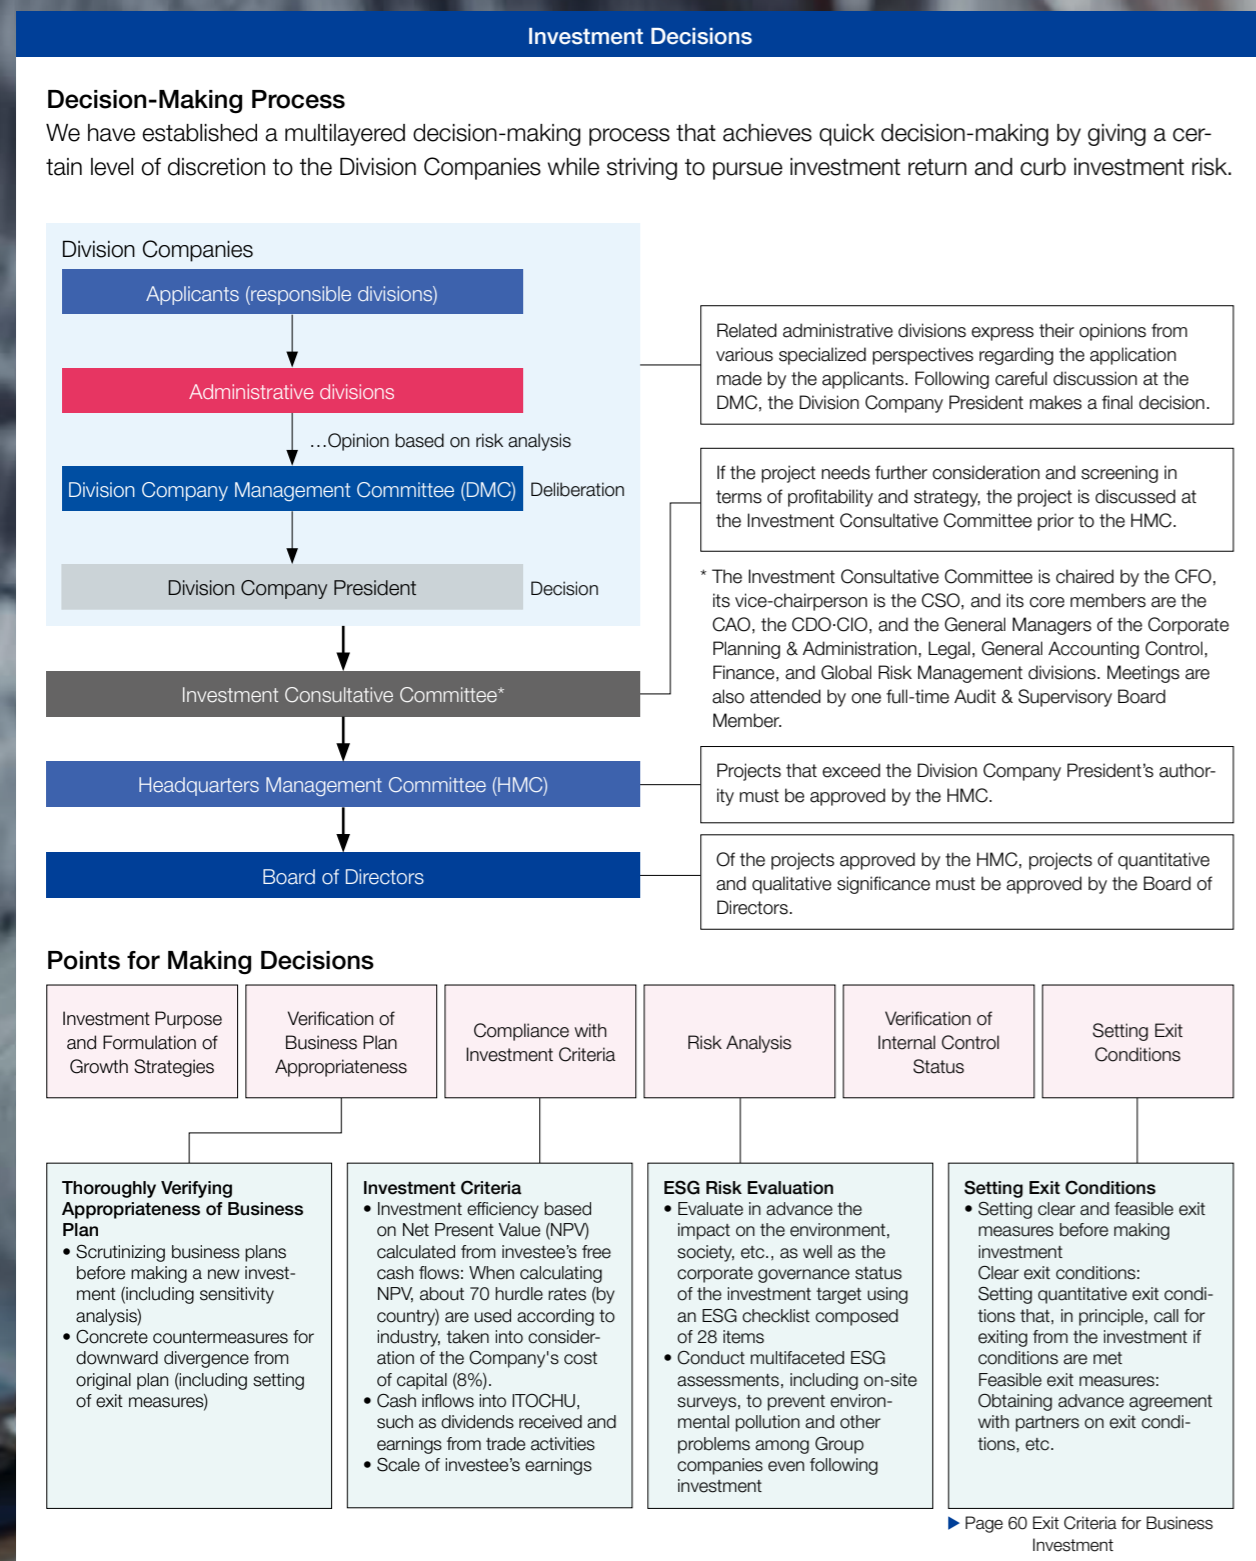 Investment Decisions
Decision-Making Process
We have established a multilayered decision-making process that achieves quick decision-making by giving a cer-
tain level of discretion to the Division Companies while striving to pursue investment return and curb investment risk.
Division Companies
Applicants (responsible divisions)
Administrative divisions
…Opinion based on risk analysis
Division Company Management Committee (DMC)
Deliberation
Division Company President
Decision
Investment Consultative Committee*
Headquarters Management Committee (HMC)
Board of Directors
Related administrative divisions express their opinions from
various specialized perspectives regarding the application
made by the applicants. Following careful discussion at the
DMC, the Division Company President makes a final decision.
If the project needs further consideration and screening in
terms of profitability and strategy, the project is discussed at
the Investment Consultative Committee prior to the HMC.
* The Investment Consultative Committee is chaired by the CFO,
its vice-chairperson is the CSO, and its core members are the
CAO, the CDO·CIO, and the General Managers of the Corporate
Planning & Administration, Legal, General Accounting Control,
Finance, and Global Risk Management divisions. Meetings are
also attended by one full-time Audit & Supervisory Board
Member.
Projects that exceed the Division Company President's author-
ity must be approved by the HMC.
Of the projects approved by the HMC, projects of quantitative
and qualitative significance must be approved by the Board of
Directors.
Points for Making Decisions
Investment Purpose
and Formulation of
Growth Strategies
Verification of
Business Plan
Appropriateness
Compliance with
Investment Criteria
Risk Analysis
Verification of
Internal Control
Status
Setting Exit
Conditions
Thoroughly Verifying
Appropriateness of Business
Plan
• Scrutinizing business plans
before making a new invest-
ment (including sensitivity
analysis)
• Concrete countermeasures for
downward divergence from
original plan (including setting
of exit measures)
Investment Criteria
• Investment efficiency based
on Net Present Value (NPV)
calculated from investee's free
cash flows: When calculating
NPV, about 70 hurdle rates (by
country) are used according to
industry, taken into consider-
ation of the Company's cost
of capital (8%).
• Cash inflows into ITOCHU,
such as dividends received and
earnings from trade activities
• Scale of investee's earnings
ESG Risk Evaluation
• Evaluate in advance the
impact on the environment,
society, etc., as well as the
corporate governance status
of the investment target using
an ESG checklist composed
of 28 items
• Conduct multifaceted ESG
assessments, including on-site
surveys, to prevent environ-
mental pollution and other
problems among Group
companies even following
investment
Setting Exit Conditions
• Setting clear and feasible exit
measures before making
investment
Clear exit conditions:
Setting quantitative exit condi-
tions that, in principle, call for
exiting from the investment if
conditions are met
Feasible exit measures:
Obtaining advance agreement
with partners on exit condi-
tions, etc.
▶ Page 60 Exit Criteria for Business
Investment